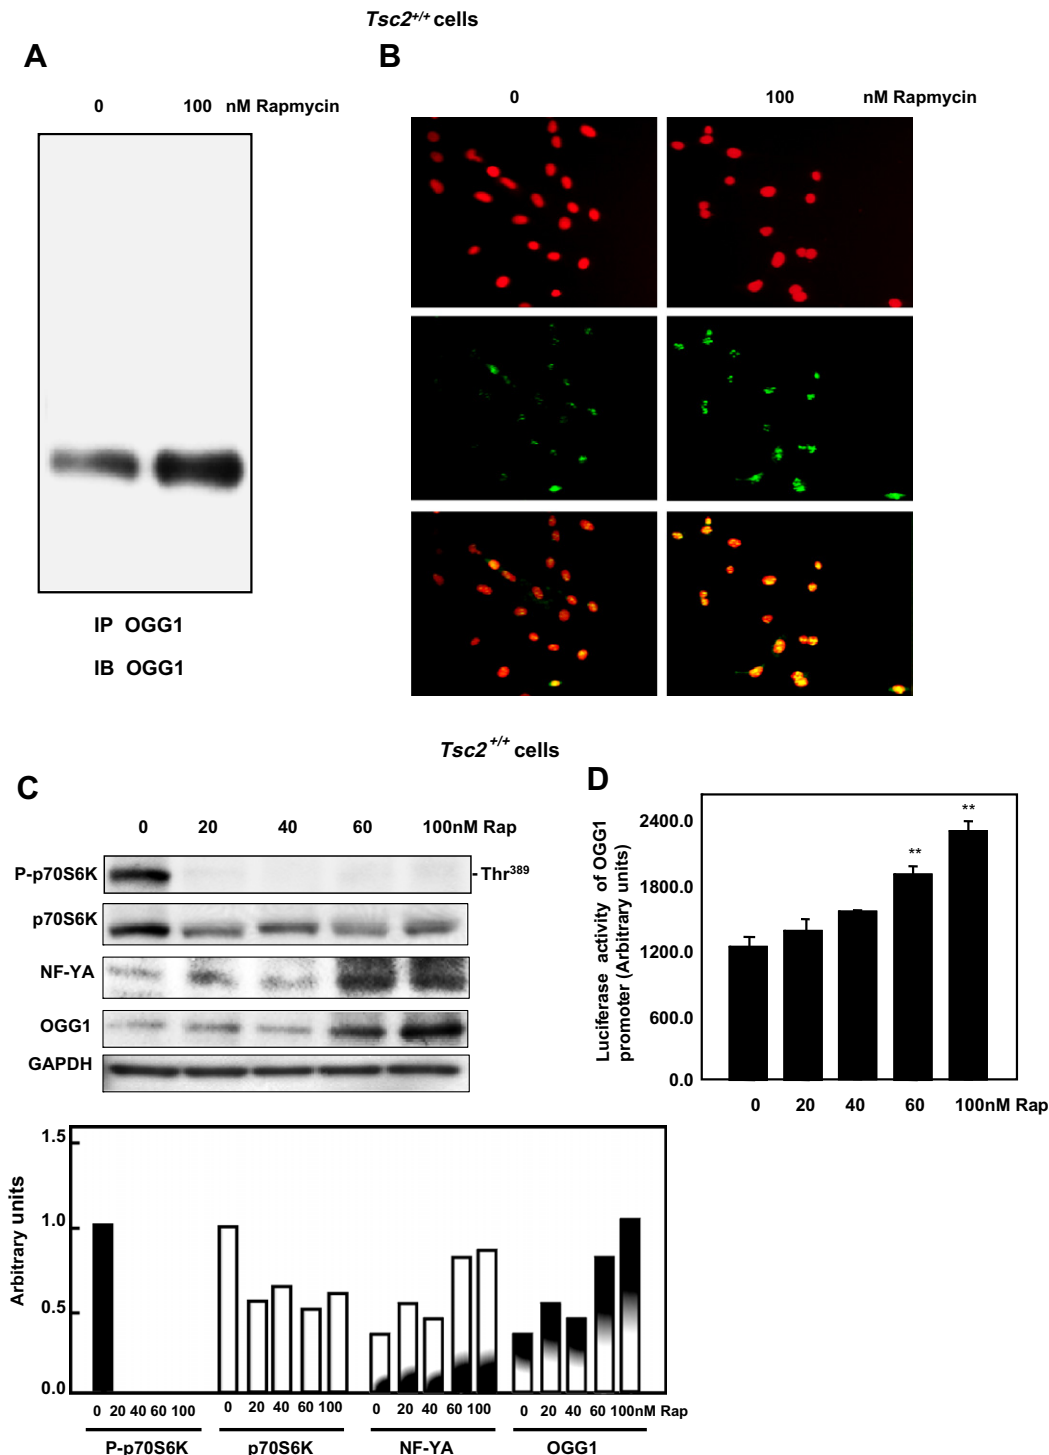 Tsc2+/+ cells
A
B
0 100 nM Rapmycin
0 100 nM Rapmycin
IP OGG1
IB OGG1
Tsc2 +/+ cells
C
0 20 40 60 100nM Rap
P-p70S6K
- Thr389
p70S6K
NF-YA
OGG1
GAPDH
D
Luciferase activity of OGG1
promoter (Arbitrary units)
2400.0
1800.0
1200.0
600.0
0.0
**
**
0 20 40 60 100nM Rap
Arbitrary units
1.5
1.0
0.5
0.0
0 20 40 60 100 0 20 40 60 100 0 20 40 60 100 0 20 40 60 100nM Rap
P-p70S6K p70S6K NF-YA OGG1